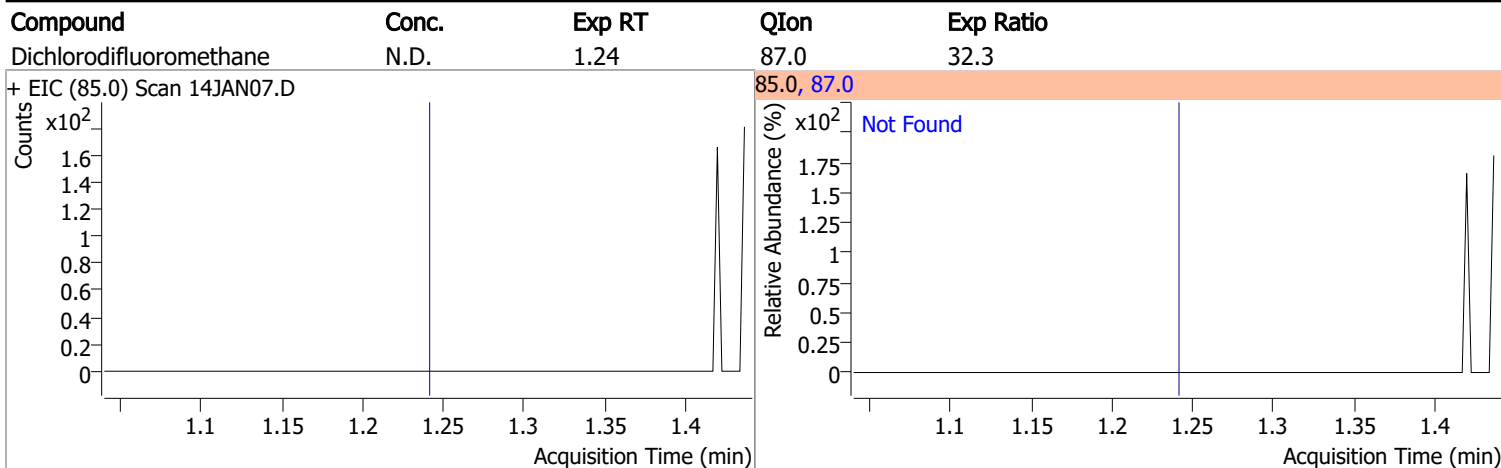 Compound Conc. Exp RT QIon Exp Ratio
Dichlorodifluoromethane N.D. 1.24 87.0 32.3
+ EIC (85.0) Scan 14JAN07.D
Counts
x10²
1.6
1.4
1.2
1
0.8
0.6
0.4
0.2
0
1.1 1.15 1.2 1.25 1.3 1.35 1.4
Acquisition Time (min)
85.0, 87.0
Relative Abundance (%)
x10²
Not Found
1.75
1.5
1.25
1
0.75
0.5
0.25
0
1.1 1.15 1.2 1.25 1.3 1.35 1.4
Acquisition Time (min)